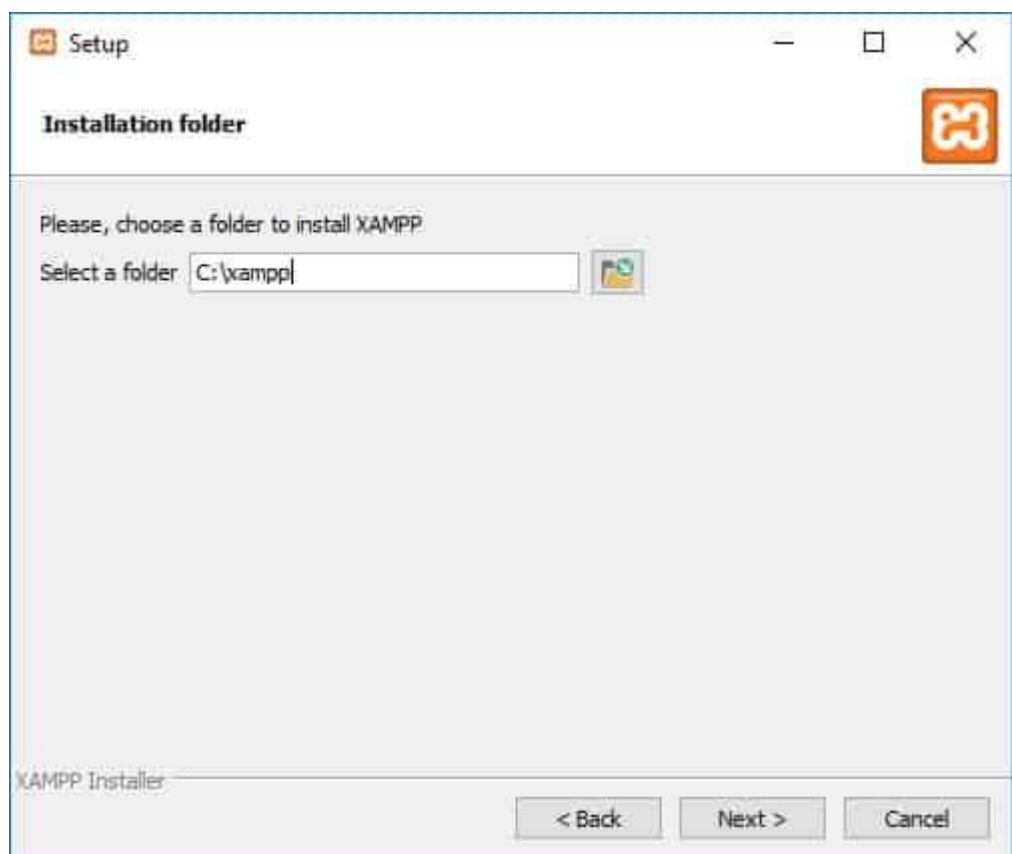 Setup
Installation folder
Please, choose a folder to install XAMPP
Select a folder C:\xampp
XAMPP Installer
< Back Next > Cancel